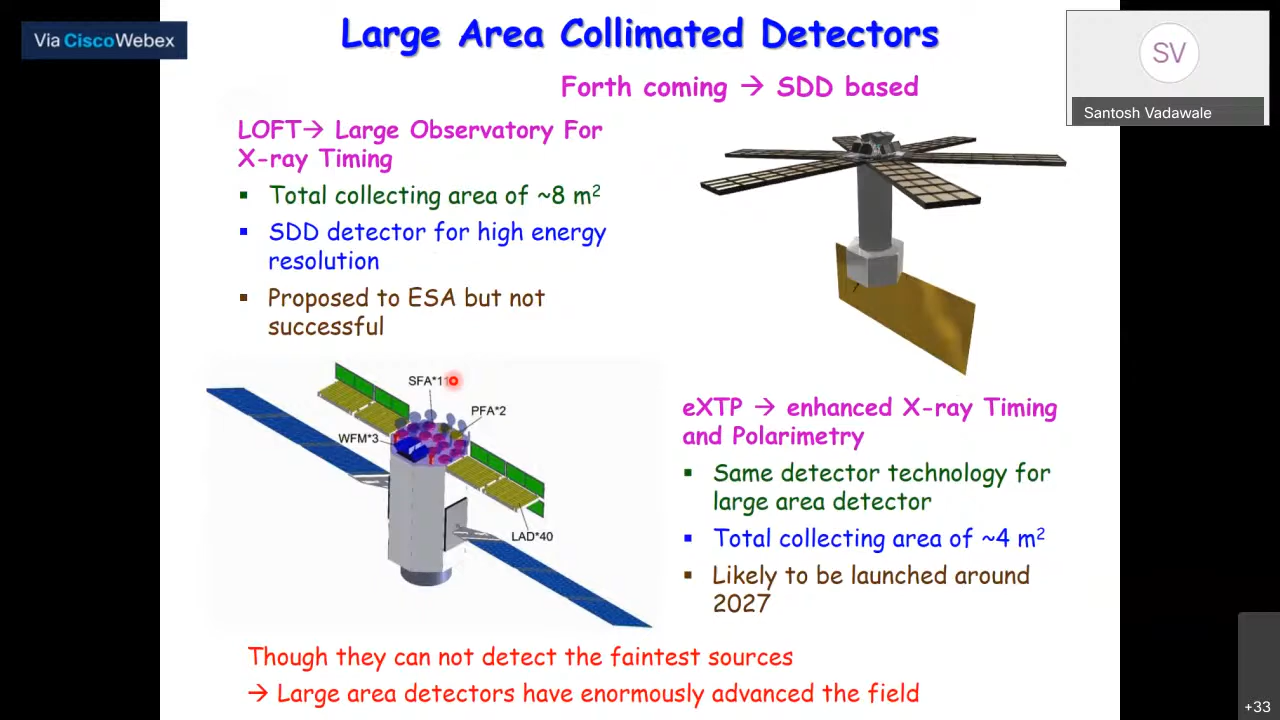 Via Cisco Webex
Large Area Collimated Detectors
SV
Santosh Vadawale
Forth coming → SDD based
LOFT→ Large Observatory For
X-ray Timing
▪ Total collecting area of ~8 m²
▪ SDD detector for high energy
resolution
▪ Proposed to ESA but not
successful
SFA*11
PFA*2
WFM*3
LAD*40
eXTP → enhanced X-ray Timing
and Polarimetry
▪ Same detector technology for
large area detector
▪ Total collecting area of ~4 m²
▪ Likely to be launched around
2027
Though they can not detect the faintest sources
→ Large area detectors have enormously advanced the field
+33